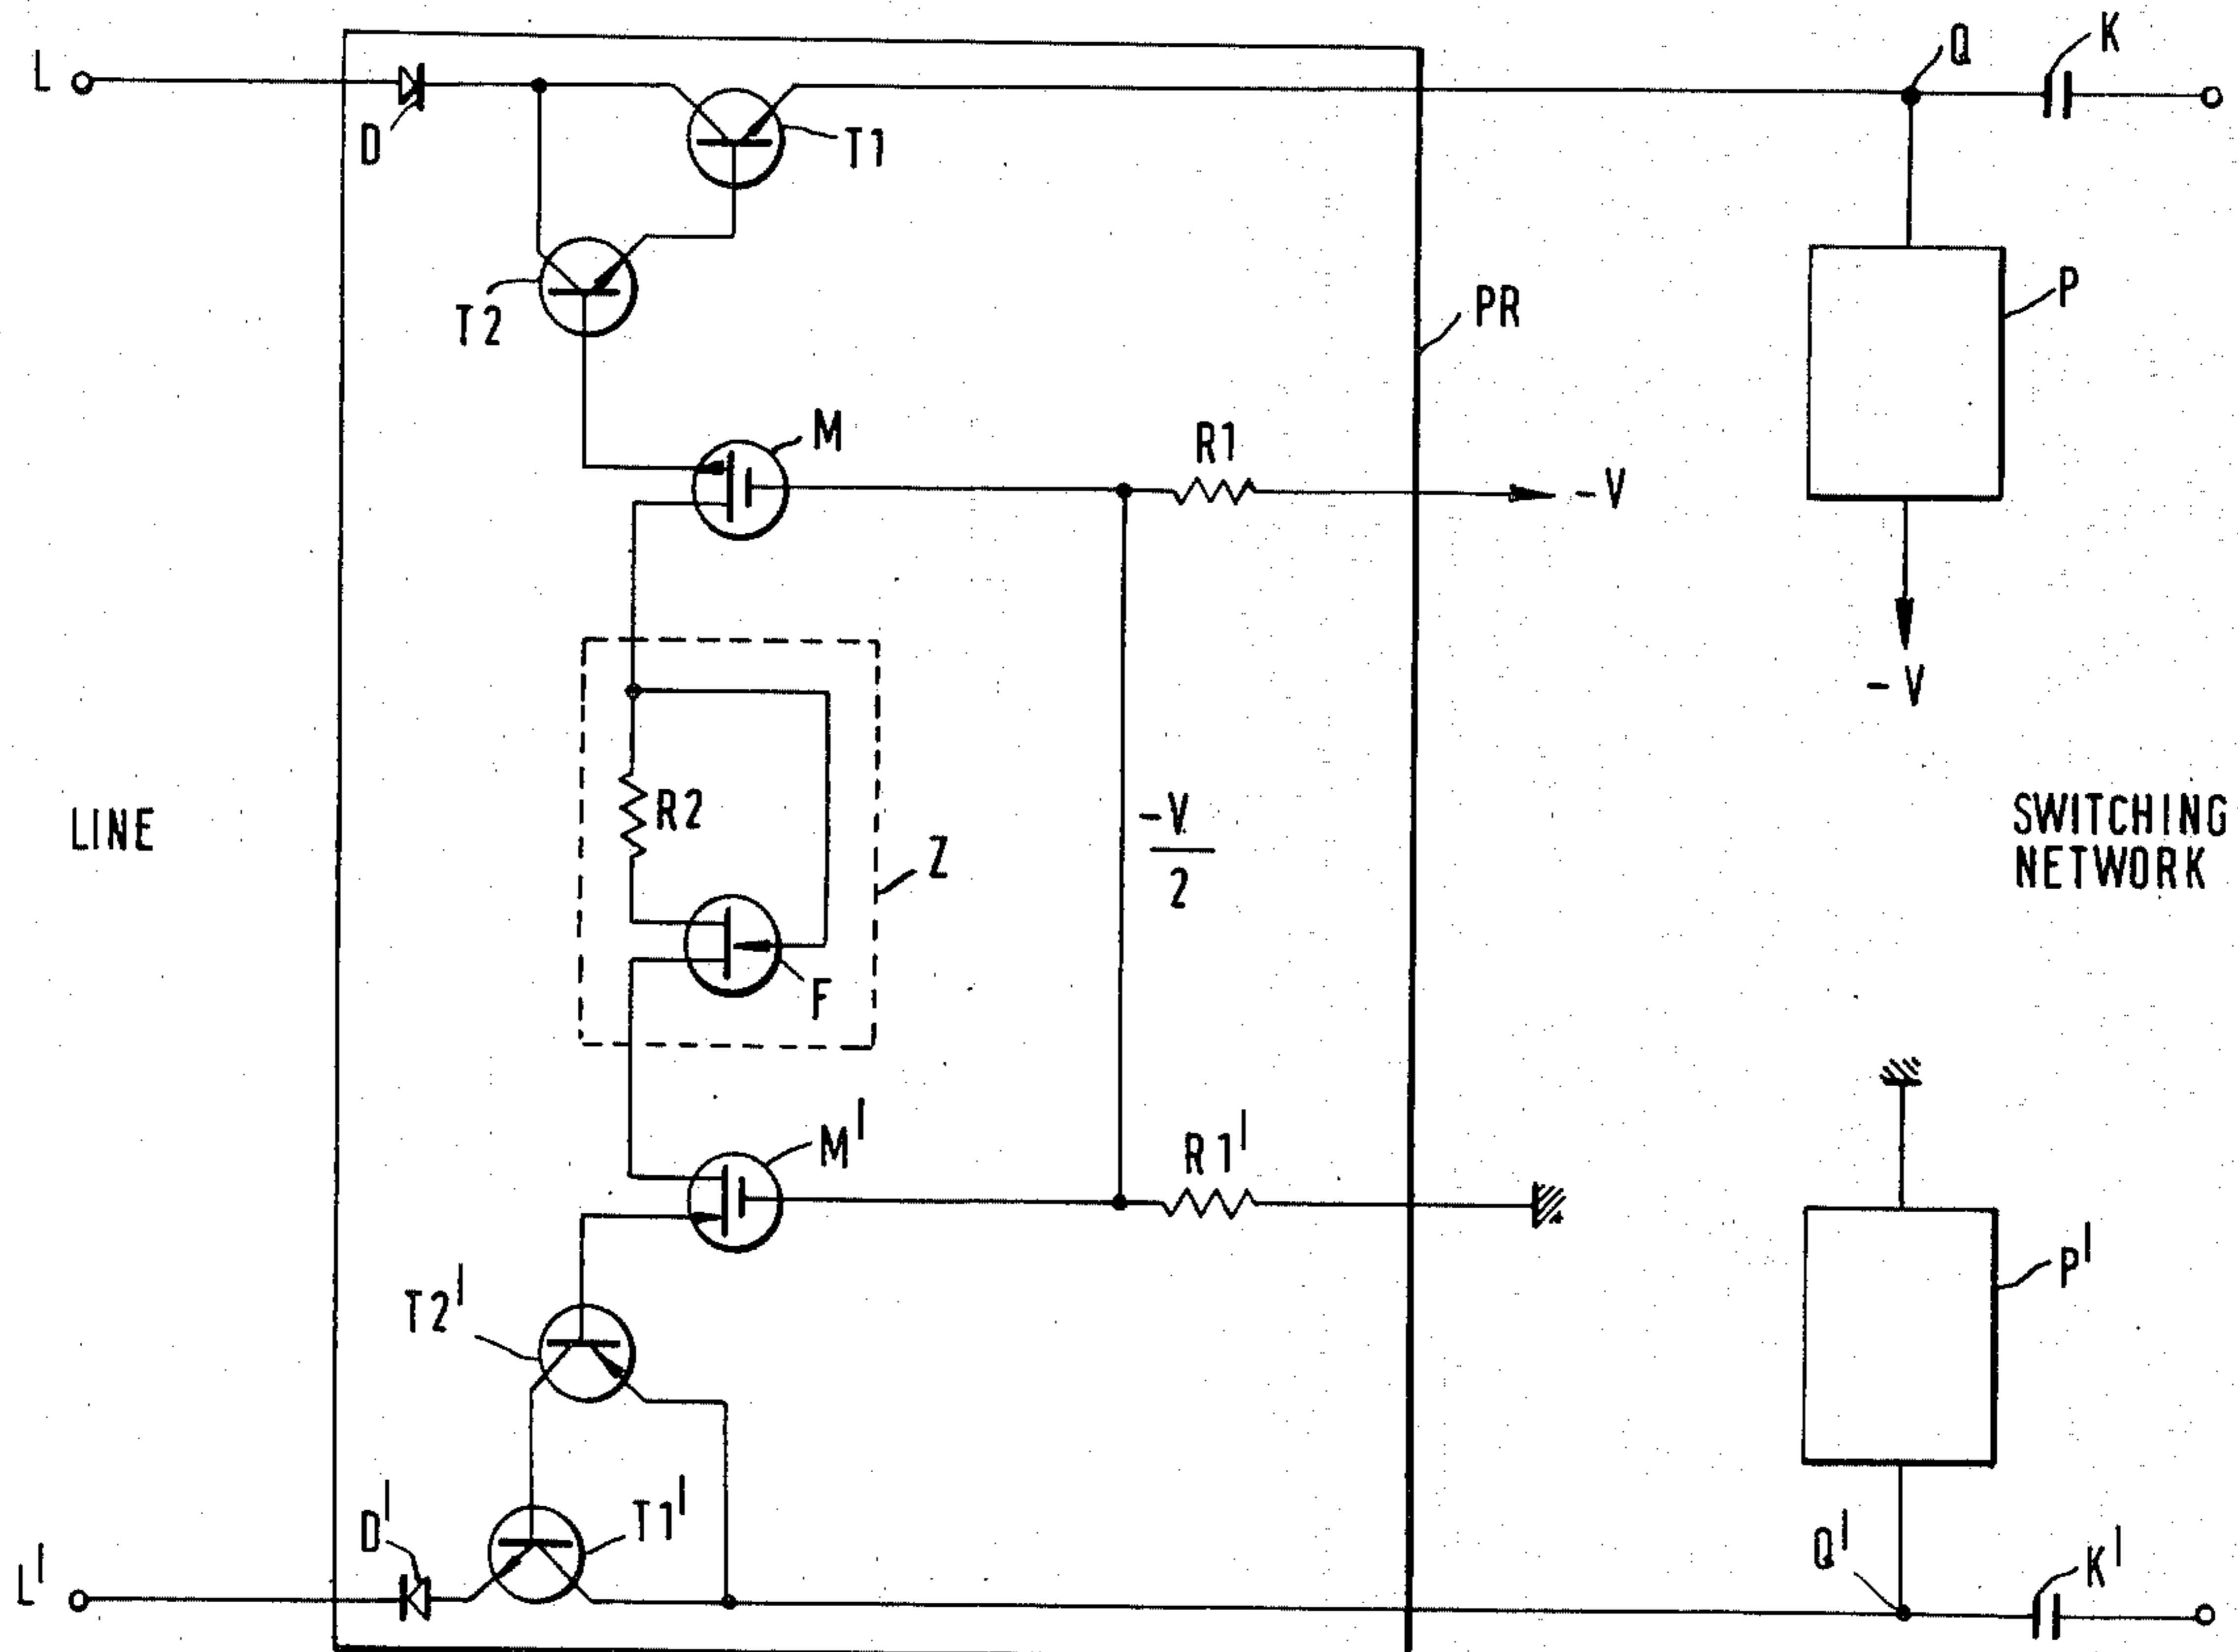 L
D
T1
Q
K
T2
PR
P
M
R1
-V
-V
LINE
R2
Z
-V
2
SWITCHING
NETWORK
F
M'
R1'
T2'
P'
D'
T1'
Q'
K'
L'